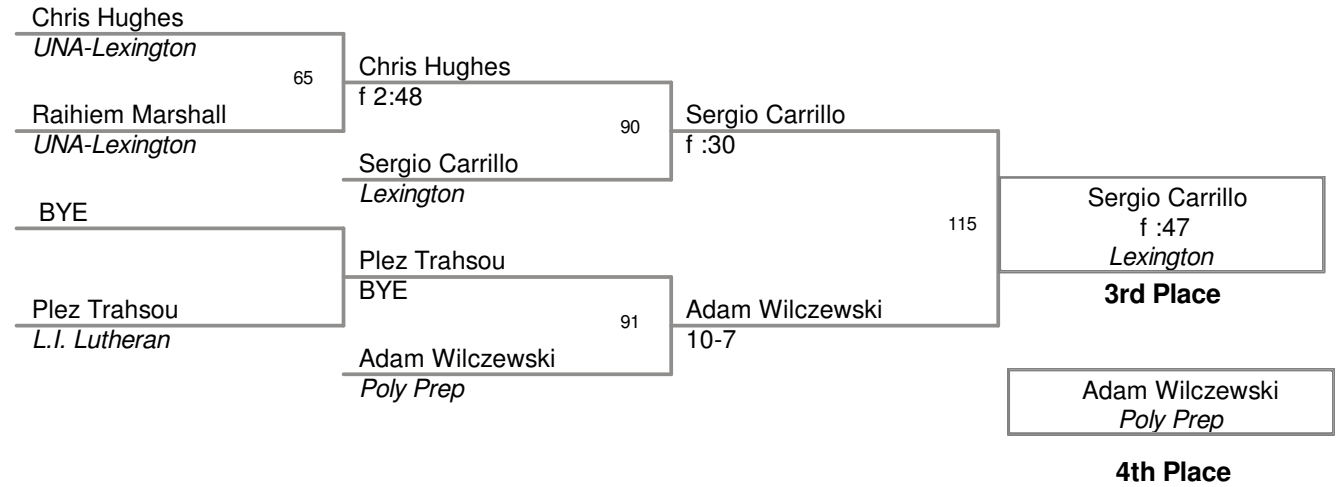 Chris Hughes
UNA-Lexington
65
Chris Hughes
f 2:48
Raihiem Marshall
UNA-Lexington
90
Sergio Carrillo
f :30
Sergio Carrillo
Lexington
BYE
115
Sergio Carrillo
f :47
Lexington
3rd Place
Plez Trahsou
BYE
Plez Trahsou
L.I. Lutheran
91
Adam Wilczewski
10-7
Adam Wilczewski
Poly Prep
Adam Wilczewski
Poly Prep
4th Place